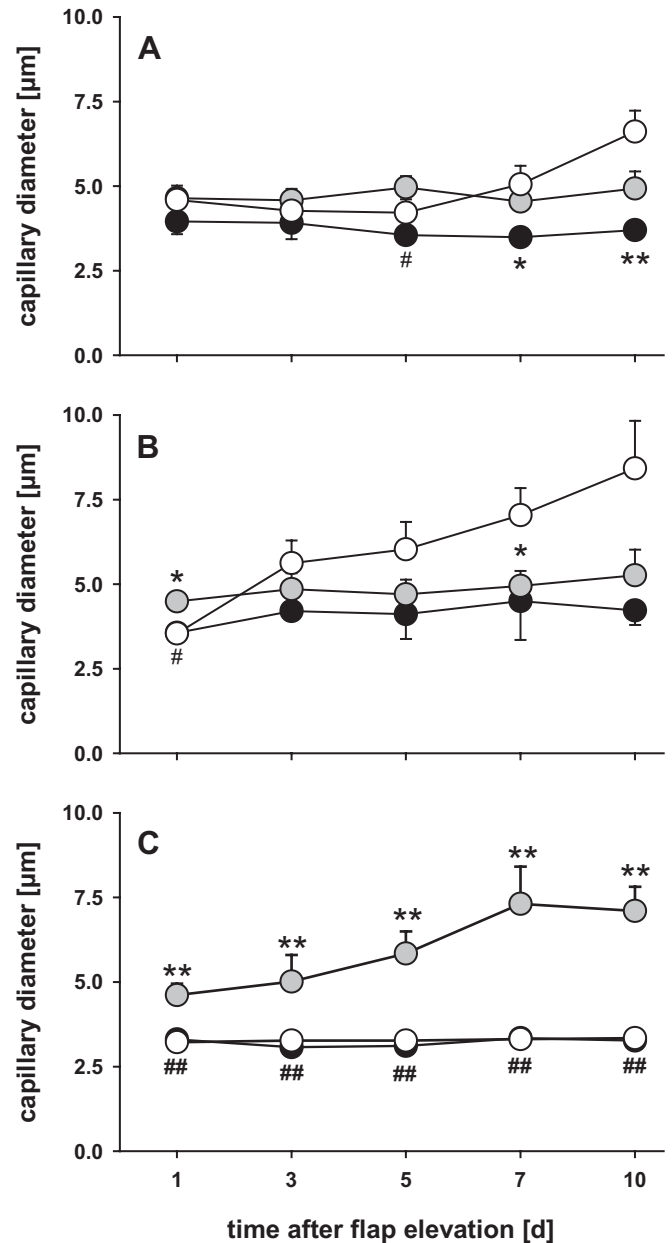 10.0
A
7.5
5.0
2.5
# * **
0.0
capillary diameter [µm]
10.0
B
7.5
* *
5.0
2.5
#
0.0
capillary diameter [µm]
10.0
C
7.5
** ** ** ** **
5.0
2.5
## ## ## ## ##
0.0
capillary diameter [µm]
1 3 5 7 10
time after flap elevation [d]